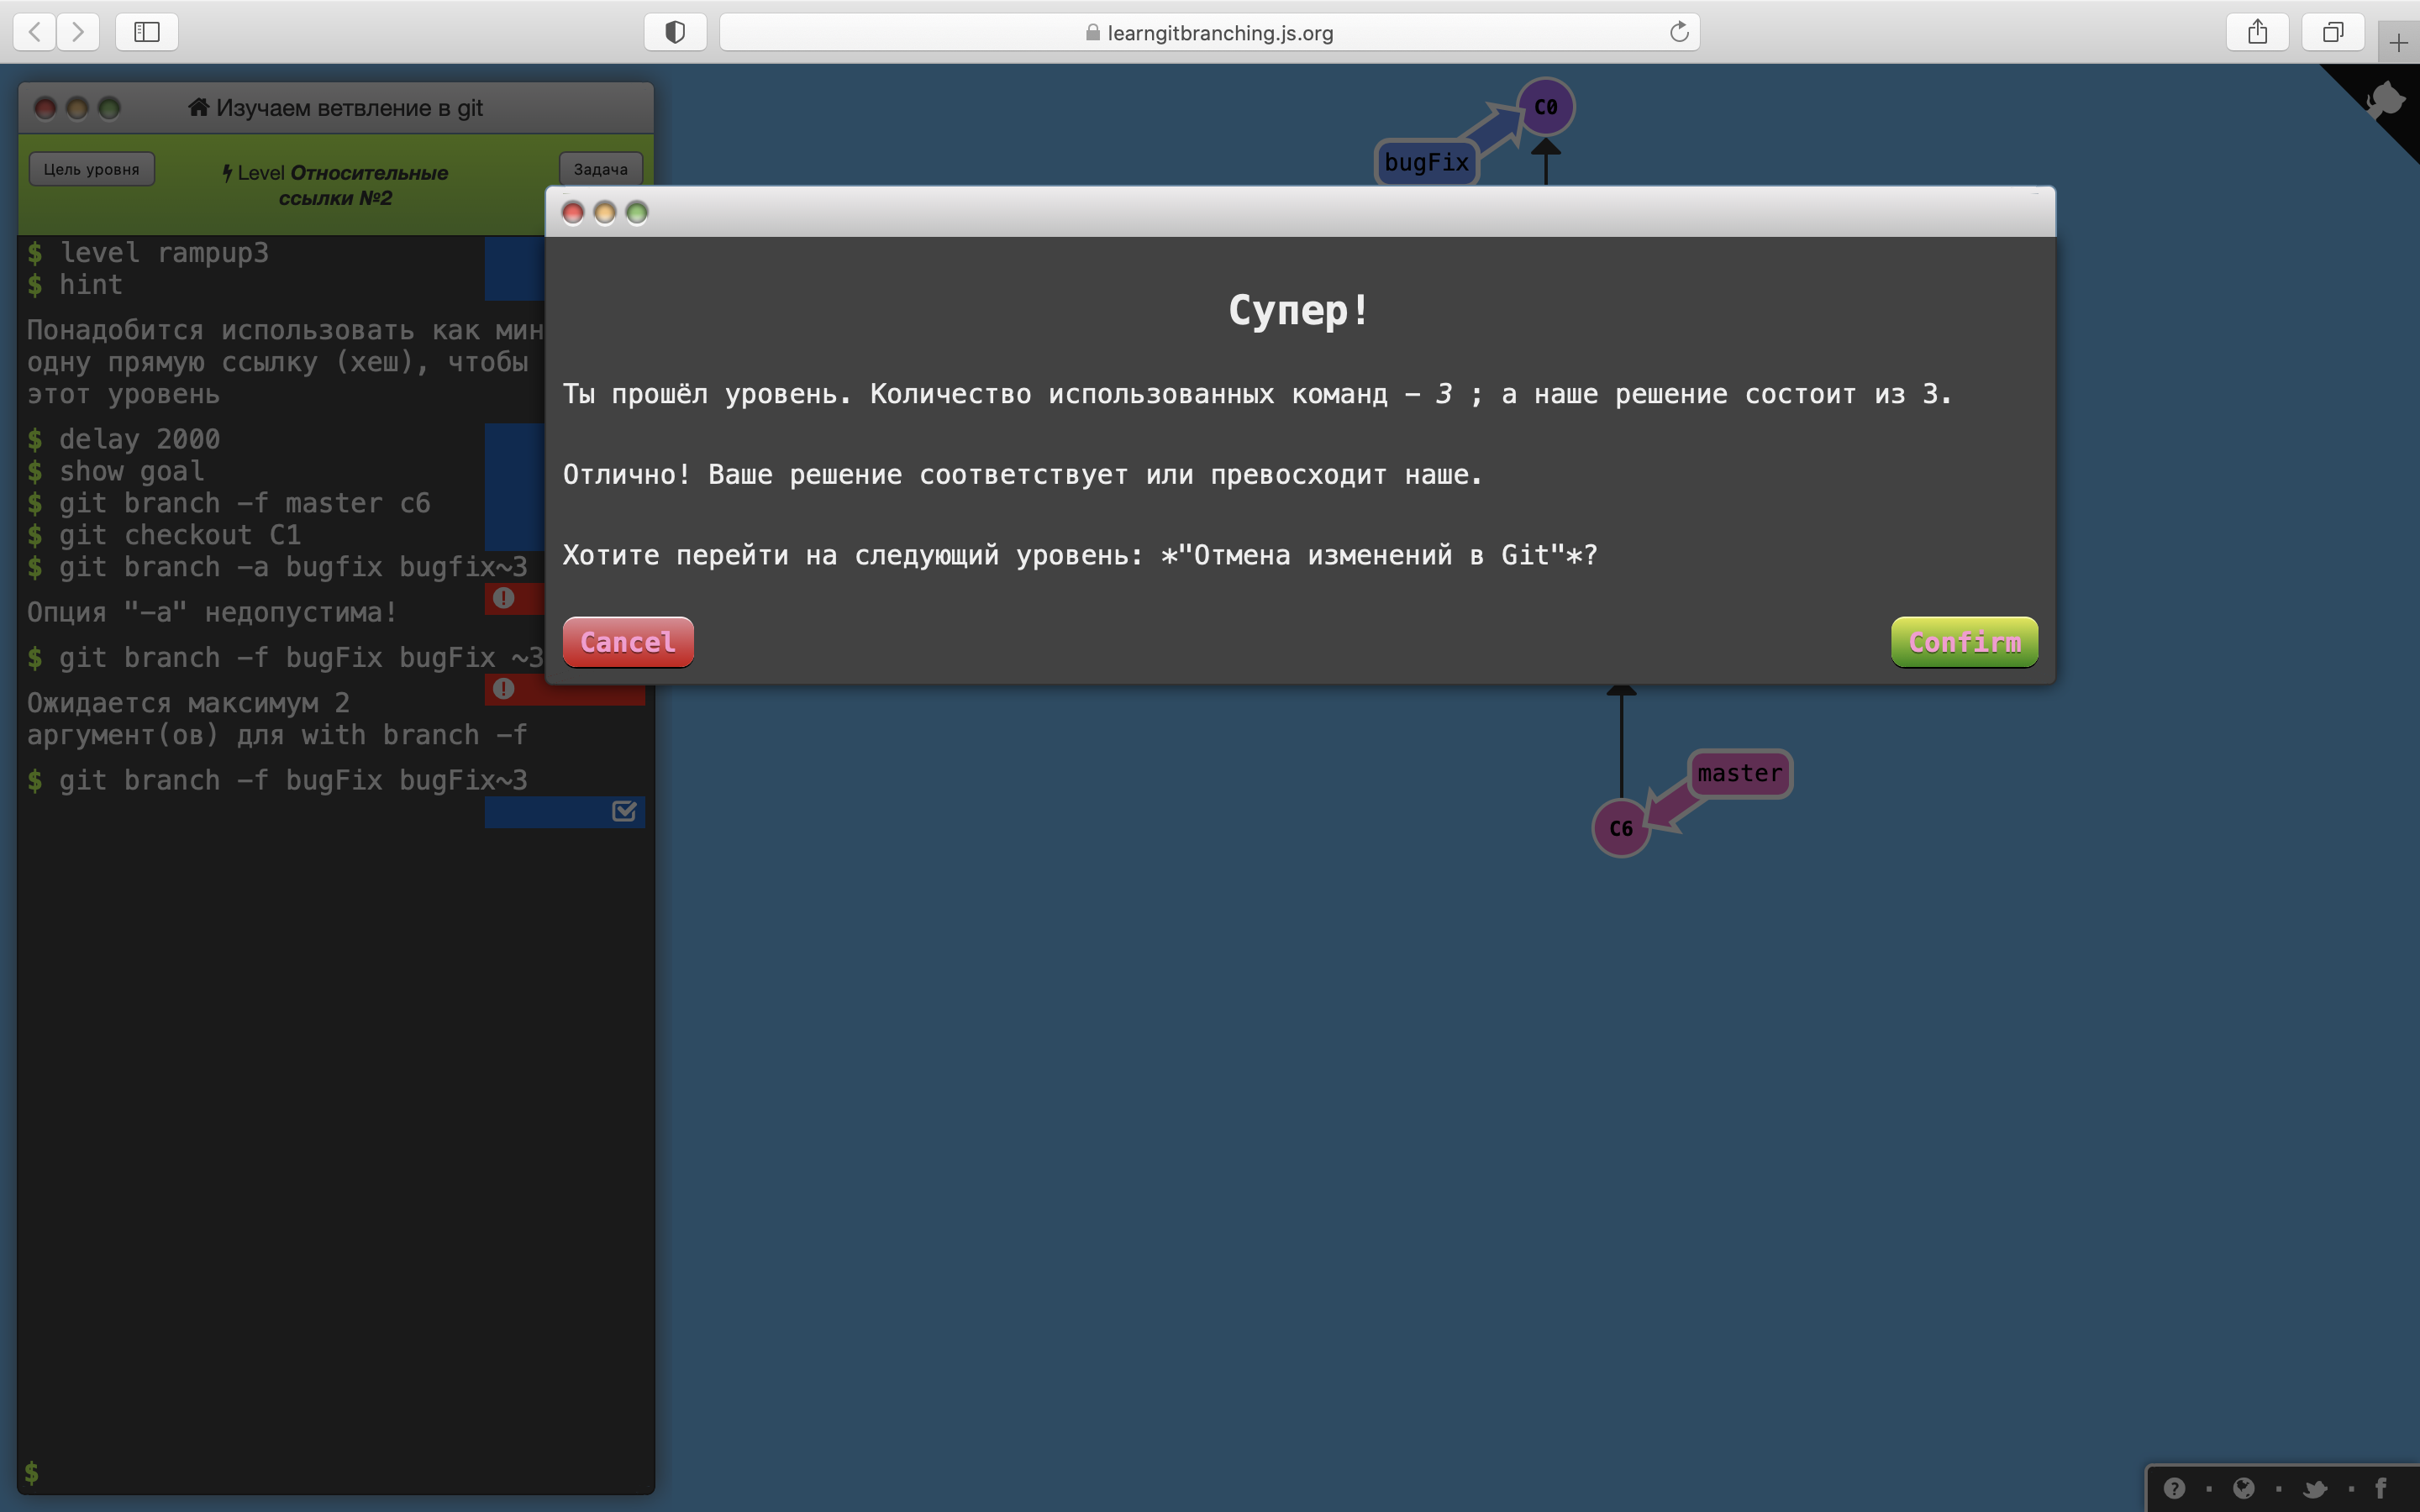 learngitbranching.js.org
Изучаем ветвление в git
Цель уровня
Level Относительные
ссылки №2
Задача
$ level rampup3
$ hint
Понадобится использовать как мин
одну прямую ссылку (хеш), чтобы
этот уровень
$ delay 2000
$ show goal
$ git branch -f master c6
$ git checkout C1
$ git branch -a bugfix bugfix~3
Опция "-a" недопустима!
$ git branch -f bugFix bugFix ~3
Ожидается максимум 2
аргумент(ов) для with branch -f
$ git branch -f bugFix bugFix~3
$
C0
bugFix
Супер!
Ты прошёл уровень. Количество использованных команд – 3 ; а наше решение состоит из 3.
Отлично! Ваше решение соответствует или превосходит наше.
Хотите перейти на следующий уровень: *"Отмена изменений в Git"*?
Cancel
Confirm
master
C6